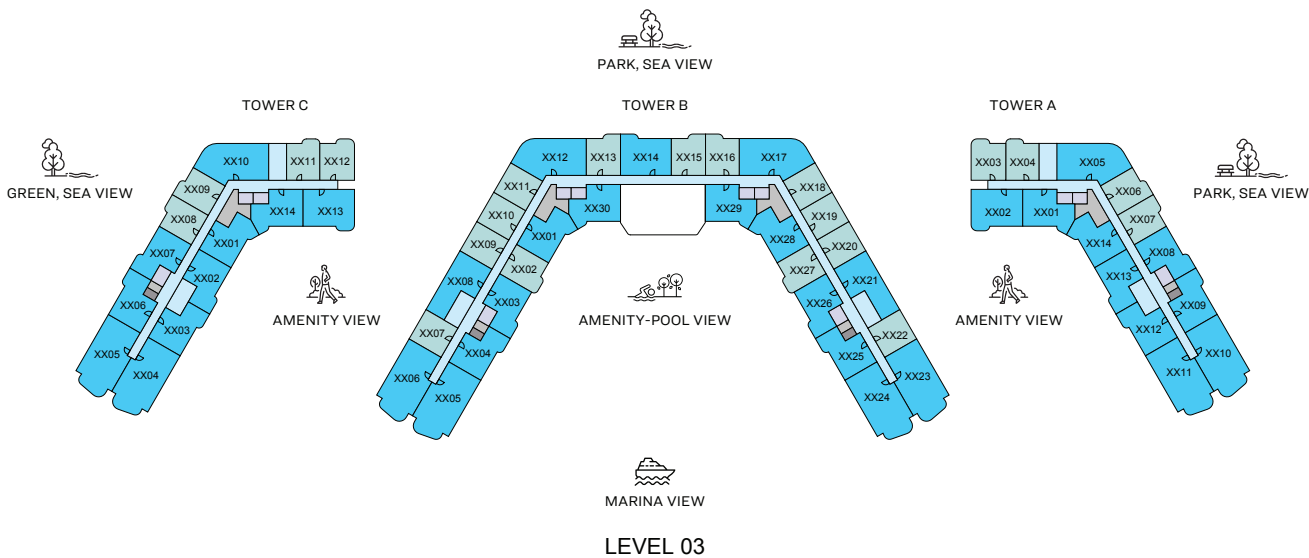 PARK, SEA VIEW
TOWER C
TOWER B
TOWER A
GREEN, SEA VIEW
PARK, SEA VIEW
XX10
XX11
XX12
XX09
XX08
XX14
XX13
XX07
XX01
XX02
XX06
XX03
XX05
XX04
AMENITY VIEW
XX12
XX13
XX14
XX15
XX16
XX17
XX11
XX18
XX10
XX30
XX29
XX19
XX09
XX01
XX28
XX20
XX08
XX02
XX27
XX21
XX07
XX03
XX26
XX22
XX04
XX25
XX06
XX05
XX24
XX23
AMENITY-POOL VIEW
XX03
XX04
XX05
XX06
XX02
XX01
XX07
XX14
XX08
XX13
XX09
XX12
XX10
XX11
AMENITY VIEW
MARINA VIEW
LEVEL 03